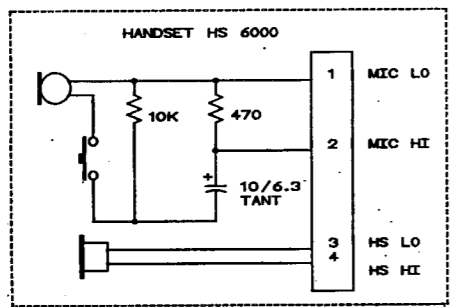 HANDSET HS 6000
1 MIC LO
10K 470
2 MIC HI
+
10/6.3
TANT
3 HS LO
4 HS HI